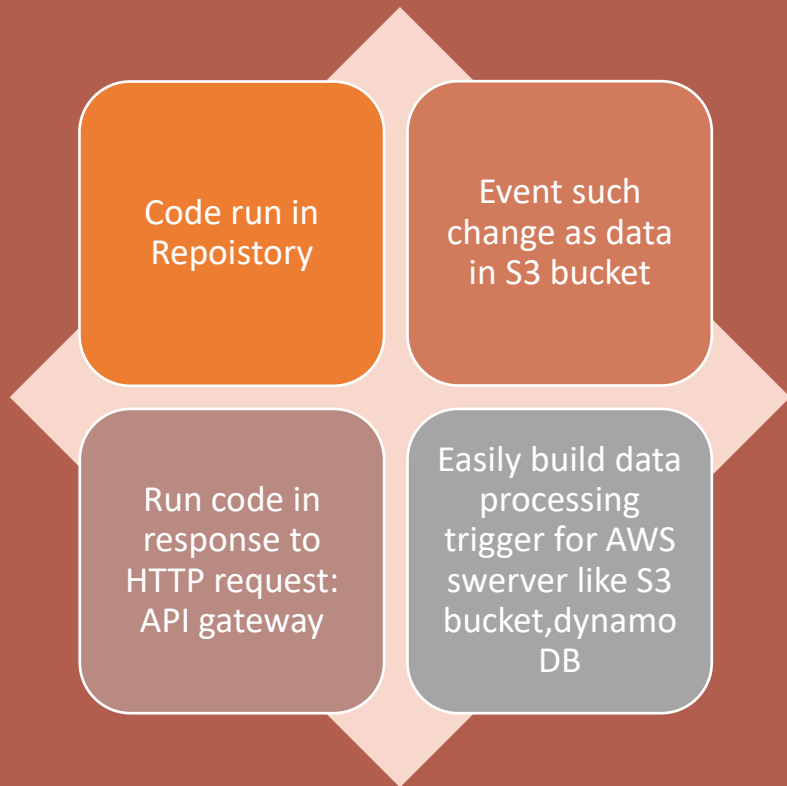 Code run in
Repoistory
Event such
change as data
in S3 bucket
Run code in
response to
HTTP request:
API gateway
Easily build data
processing
trigger for AWS
swerver like S3
bucket,dynamo
DB